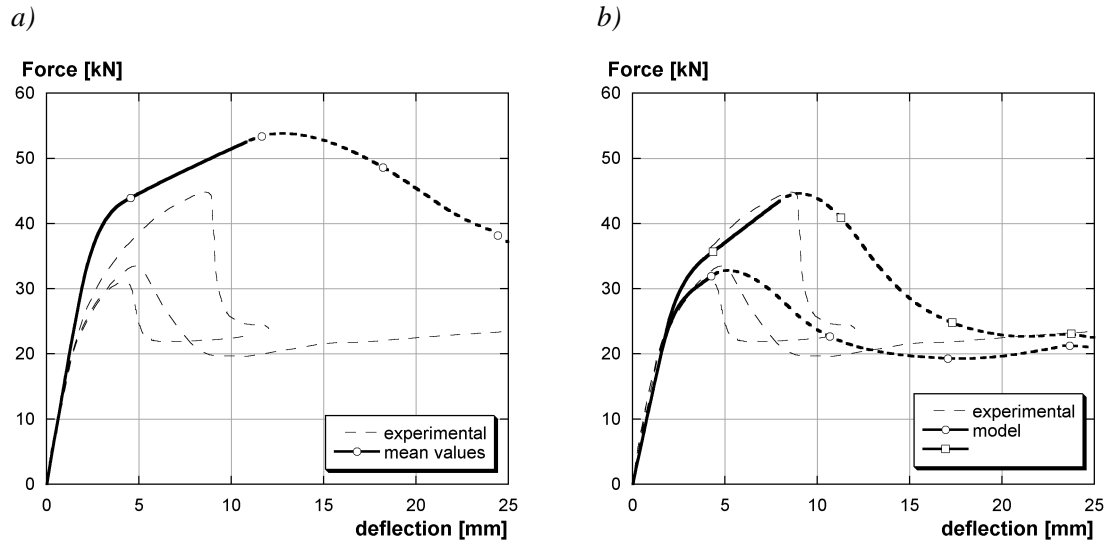 a)
Force [kN]
60
50
40
30
20
10
0
0 5 10 15 20 25
deflection [mm]
experimental
mean values
b)
Force [kN]
60
50
40
30
20
10
0
0 5 10 15 20 25
deflection [mm]
experimental
model